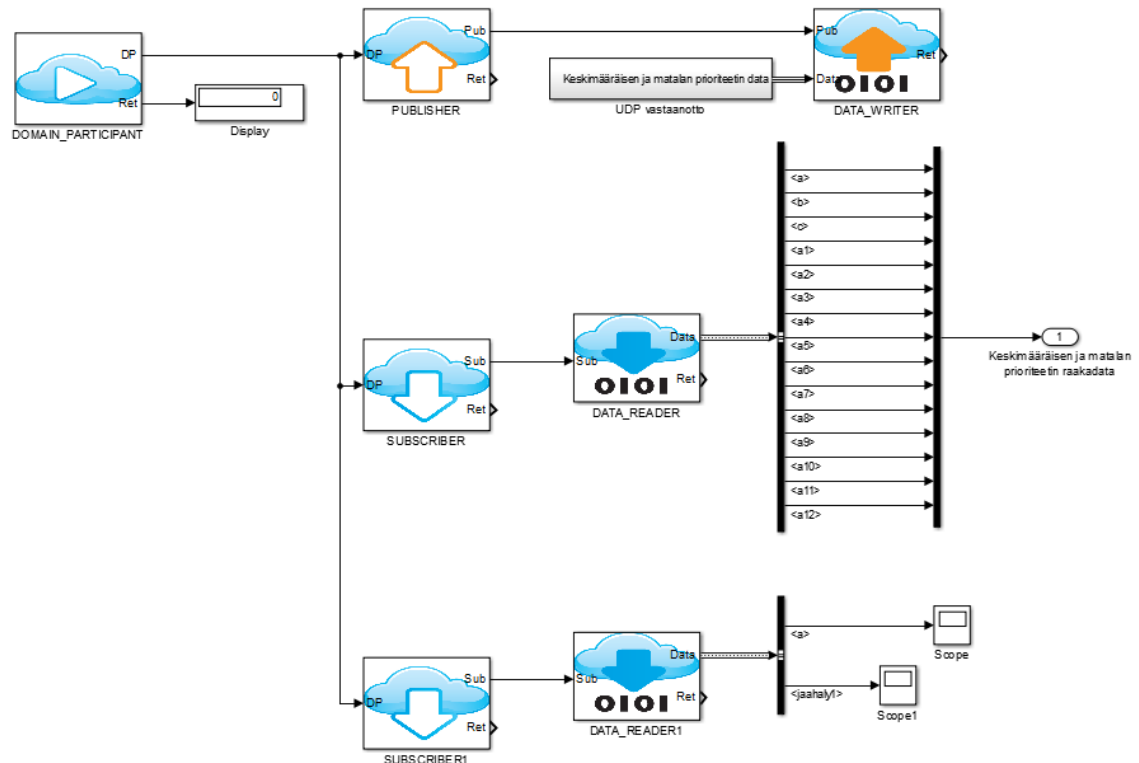 DP
Ret
DOMAIN_PARTICIPANT
0
Display
DP
Pub
Ret
PUBLISHER
Keskimääräisen ja matalan prioriteetin data
UDP vastaanotto
Pub
Data
Ret
OIOI
DATA_WRITER
<a>
<b>
<c>
<a1>
<a2>
<a3>
<a4>
<a5>
<a6>
<a7>
<a8>
<a9>
<a10>
<a11>
<a12>
1
Keskimääräisen ja matalan
prioriteetin raakadata
DP
Sub
Ret
SUBSCRIBER
Sub
Data
Ret
OIOI
DATA_READER
DP
Sub
Ret
SUBSCRIBER1
Sub
Data
Ret
OIOI
DATA_READER1
<a>
<jaahaly1>
Scope
Scope1